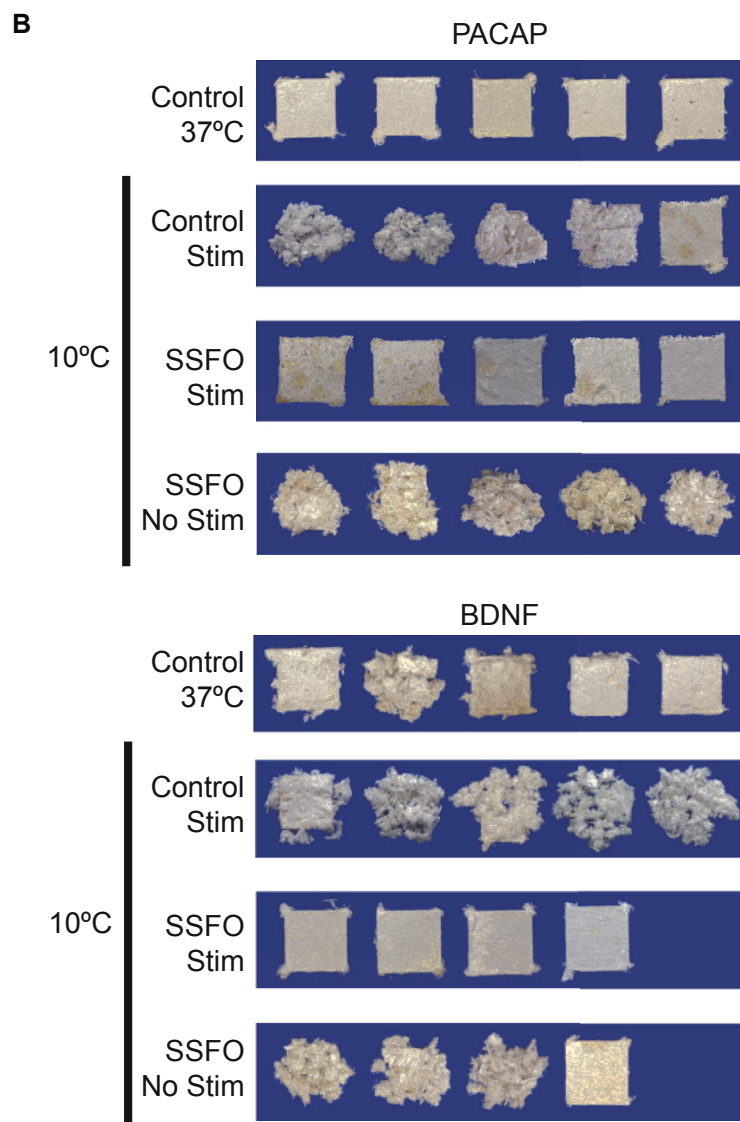 B
PACAP
Control
37ºC
10ºC
Control
Stim
SSFO
Stim
SSFO
No Stim
BDNF
Control
37ºC
10ºC
Control
Stim
SSFO
Stim
SSFO
No Stim